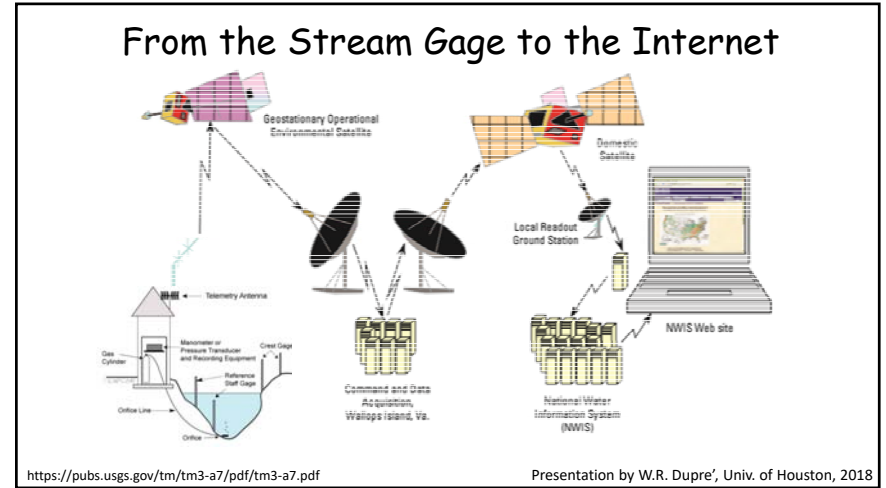 From the Stream Gage to the Internet
Geostationary Operational
Environmental Satellite
Domestic
Satellite
Local Readout
Ground Station
Telemetry Antenna
Manometer or
Pressure Transducer
and Recording Equipment
Crest Gage
Gas
Cylinder
Reference
Staff Gage
Orifice Line
Orifice
Command and Data
Acquisition,
Wallops Island, Va.
National Water
Information System
(NWIS)
NWIS Web site
https://pubs.usgs.gov/tm/tm3-a7/pdf/tm3-a7.pdf
Presentation by W.R. Dupre', Univ. of Houston, 2018